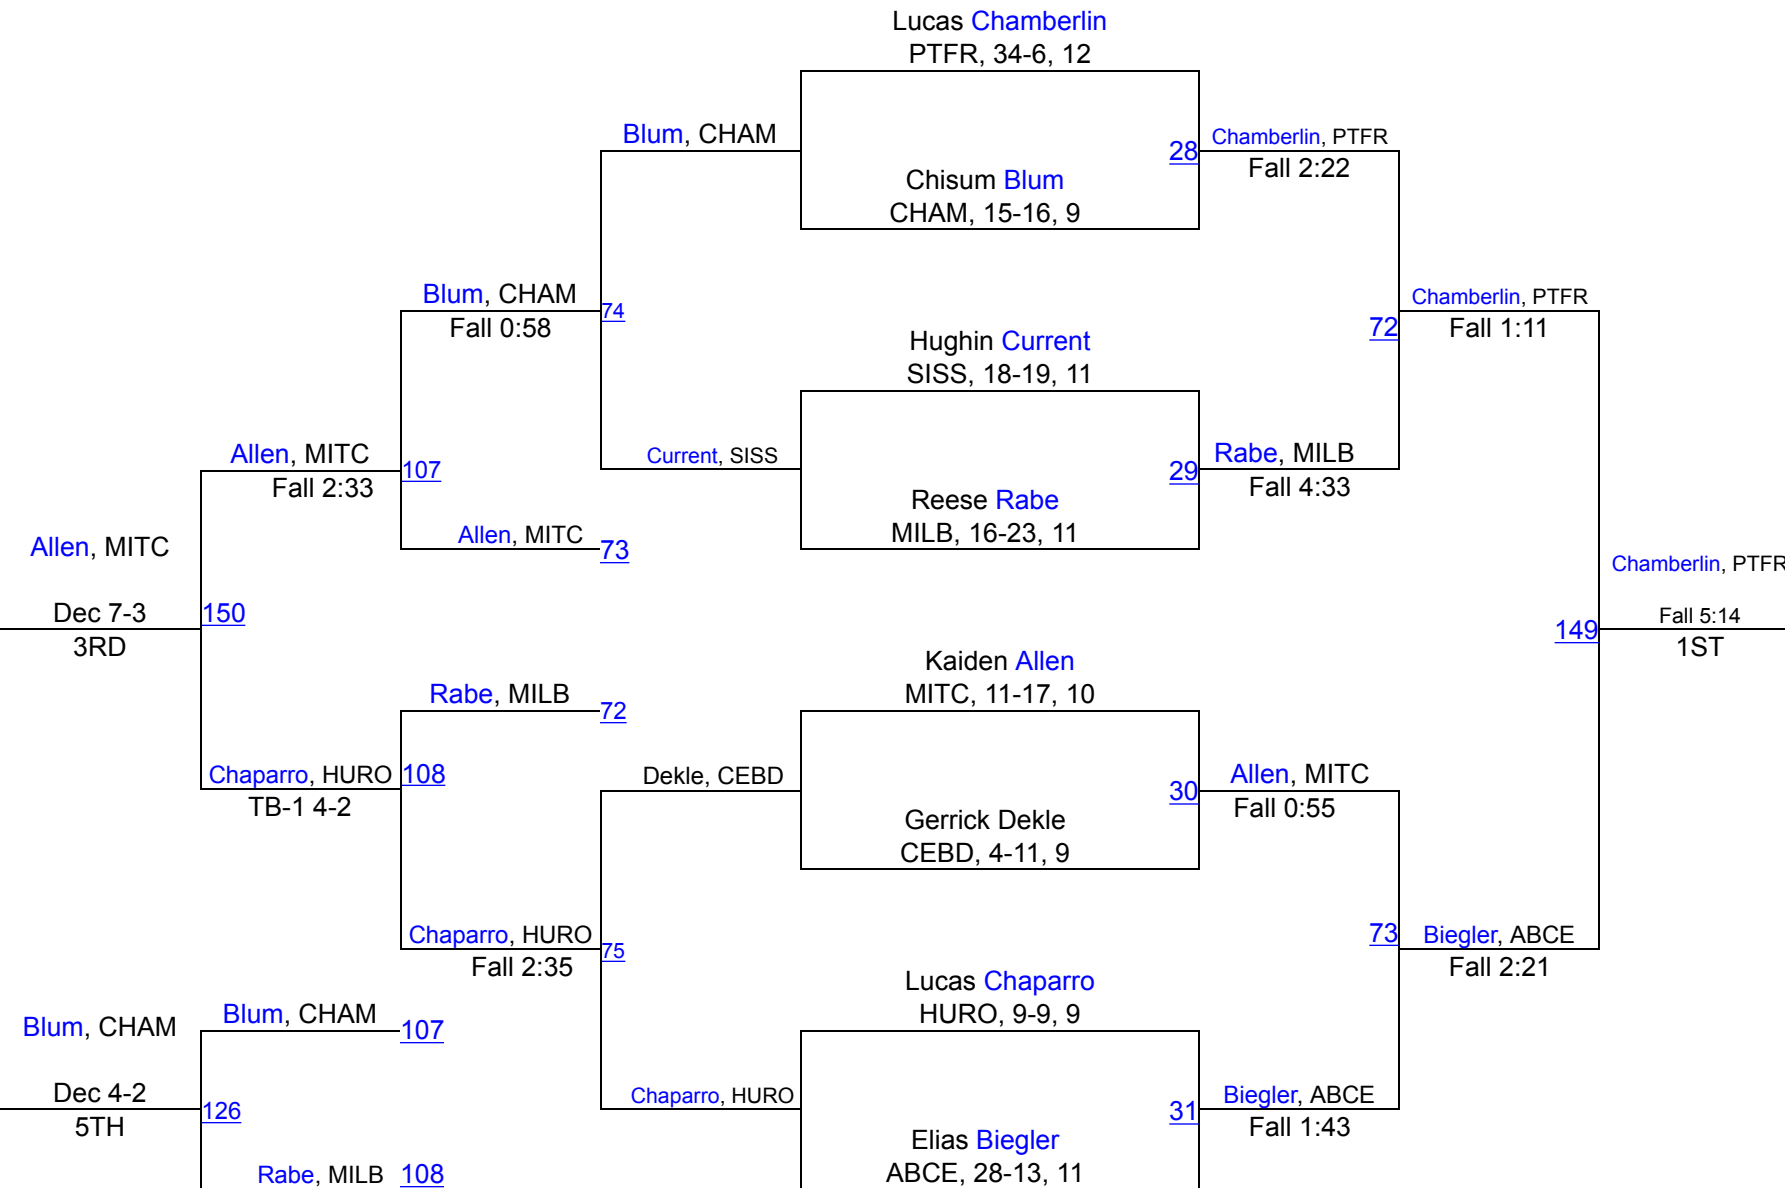 Lucas Chamberlin
PTFR, 34-6, 12
Blum, CHAM
28
Chamberlin, PTFR
Fall 2:22
Chisum Blum
CHAM, 15-16, 9
Blum, CHAM
Fall 0:58
74
Chamberlin, PTFR
Fall 1:11
72
Hughin Current
SISS, 18-19, 11
Allen, MITC
Fall 2:33
107
Current, SISS
29
Rabe, MILB
Fall 4:33
Reese Rabe
MILB, 16-23, 11
Allen, MITC
73
Allen, MITC
Dec 7-3
3RD
150
Chamberlin, PTFR
Fall 5:14
1ST
149
Kaiden Allen
MITC, 11-17, 10
Rabe, MILB
72
Chaparro, HURO
TB-1 4-2
108
Dekle, CEBD
30
Allen, MITC
Fall 0:55
Gerrick Dekle
CEBD, 4-11, 9
Chaparro, HURO
Fall 2:35
75
73
Biegler, ABCE
Fall 2:21
Lucas Chaparro
HURO, 9-9, 9
Blum, CHAM
107
Blum, CHAM
Dec 4-2
5TH
126
Chaparro, HURO
31
Biegler, ABCE
Fall 1:43
Elias Biegler
ABCE, 28-13, 11
Rabe, MILB
108